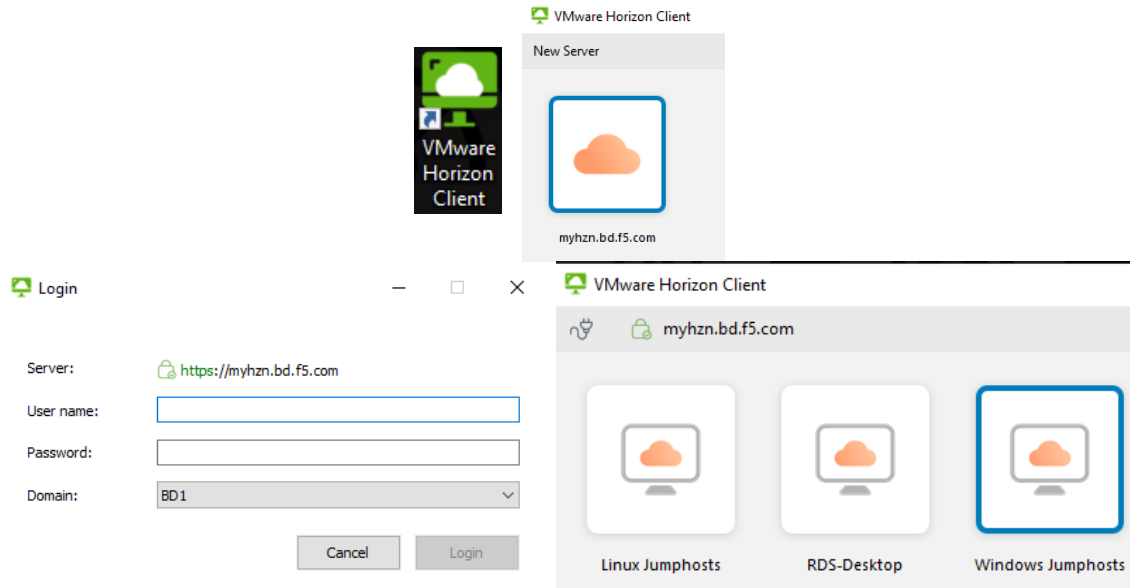 VMware
Horizon
Client
VMware Horizon Client
New Server
myhzn.bd.f5.com
Login
Server:
https://myhzn.bd.f5.com
User name:
Password:
Domain:
BD1
Cancel
Login
VMware Horizon Client
myhzn.bd.f5.com
Linux Jumphosts
RDS-Desktop
Windows Jumphosts